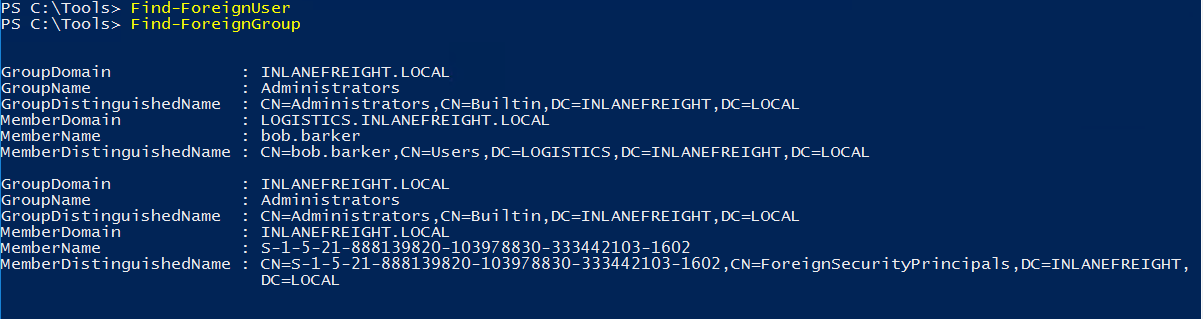 PS C:\Tools> Find-ForeignUser
PS C:\Tools> Find-ForeignGroup
GroupDomain : INLANEFREIGHT.LOCAL
GroupName : Administrators
GroupDistinguishedName : CN=Administrators,CN=Builtin,DC=INLANEFREIGHT,DC=LOCAL
MemberDomain : LOGISTICS.INLANEFREIGHT.LOCAL
MemberName : bob.barker
MemberDistinguishedName : CN=bob.barker,CN=Users,DC=LOGISTICS,DC=INLANEFREIGHT,DC=LOCAL
GroupDomain : INLANEFREIGHT.LOCAL
GroupName : Administrators
GroupDistinguishedName : CN=Administrators,CN=Builtin,DC=INLANEFREIGHT,DC=LOCAL
MemberDomain : INLANEFREIGHT.LOCAL
MemberName : S-1-5-21-888139820-103978830-333442103-1602
MemberDistinguishedName : CN=S-1-5-21-888139820-103978830-333442103-1602,CN=ForeignSecurityPrincipals,DC=INLANEFREIGHT,
DC=LOCAL